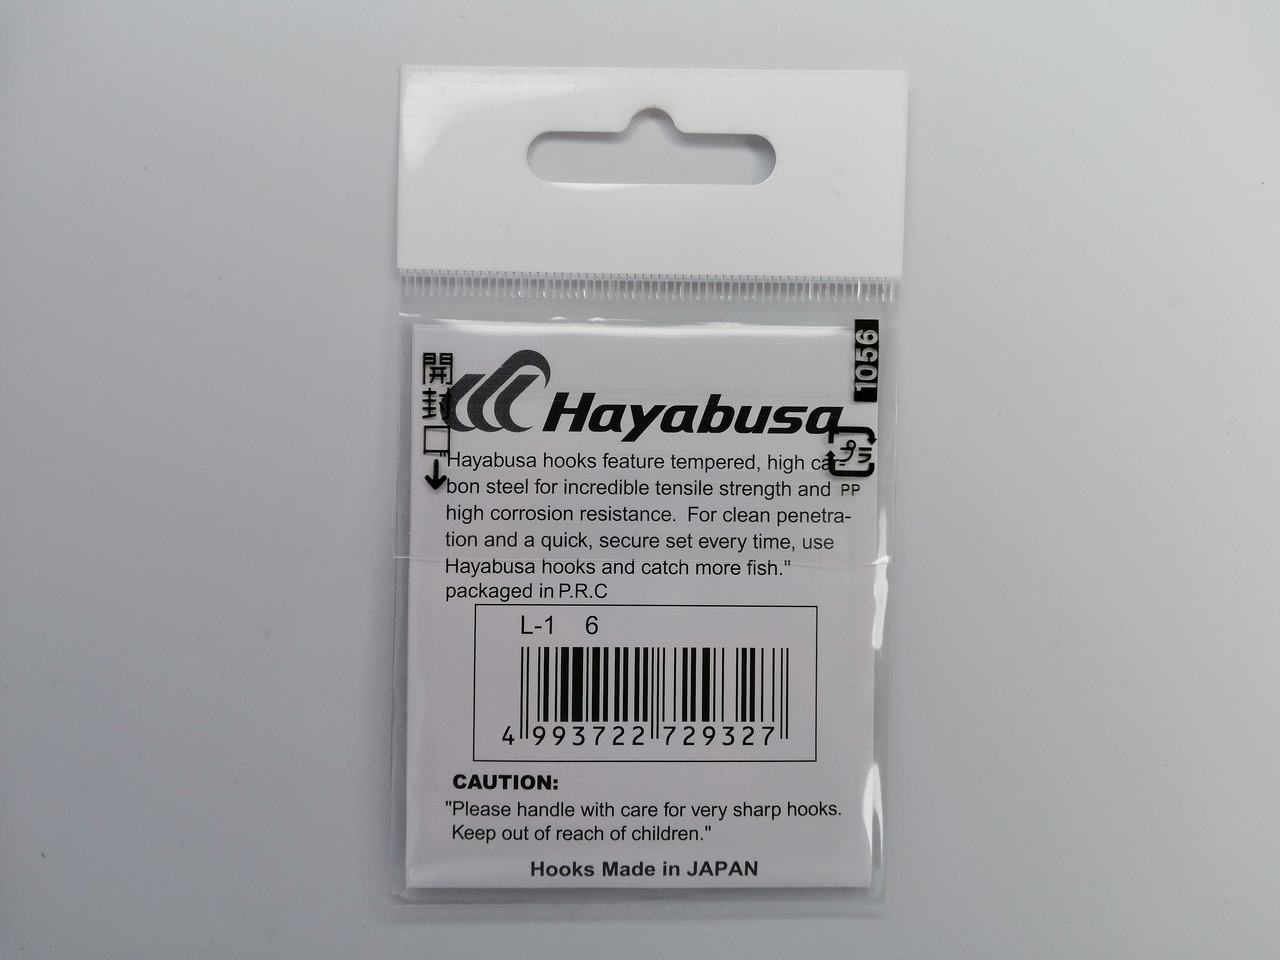 1056
開
封
口
↓
Hayabusa
プラ
PP
"Hayabusa hooks feature tempered, high car-
bon steel for incredible tensile strength and
high corrosion resistance. For clean penetra-
tion and a quick, secure set every time, use
Hayabusa hooks and catch more fish."
packaged in P.R.C
L-1 6
4 993722 729327
CAUTION:
"Please handle with care for very sharp hooks.
Keep out of reach of children."
Hooks Made in JAPAN